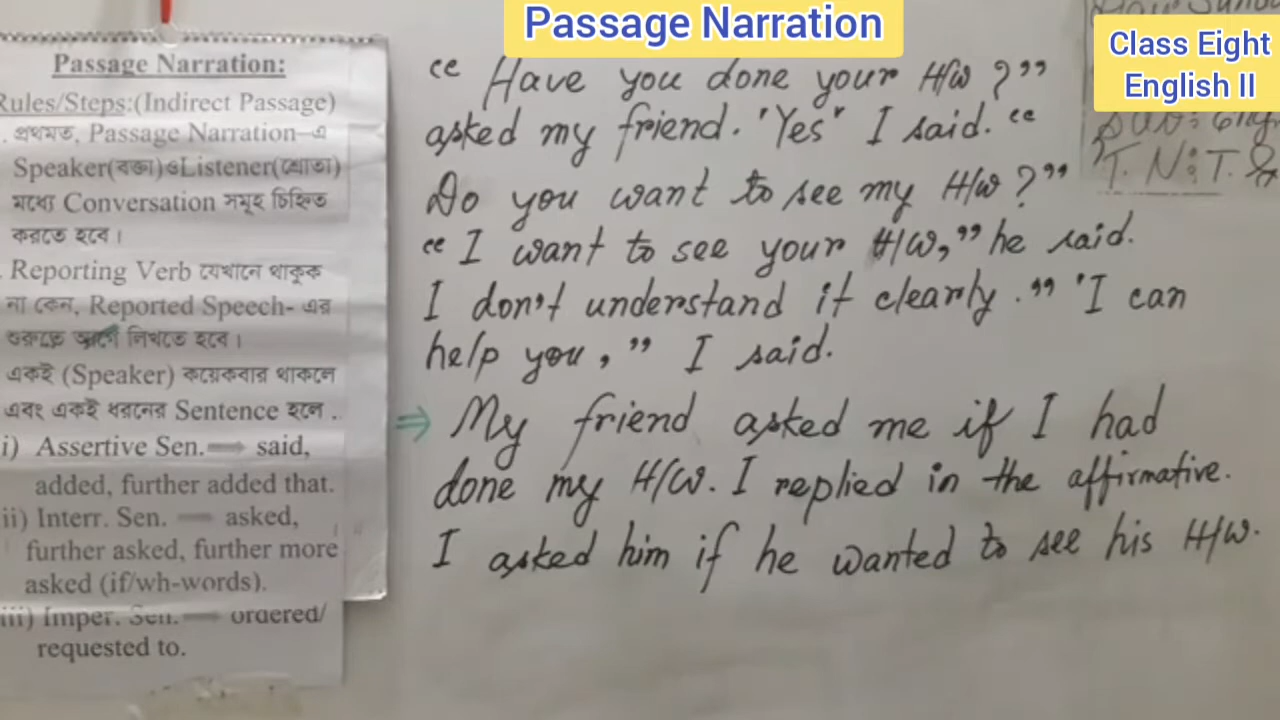 Passage Narration
Class Eight
English II
Passage Narration:
Rules/Steps:(Indirect Passage)
. প্রথমত, Passage Narration-এ
Speaker(বক্তা)ওListener(শ্রোতা)
মধ্যে Conversation সমূহ চিহ্নিত
করতে হবে।
. Reporting Verb যেখানে থাকুক
না কেন, Reported Speech- এর
শুরুতে আগে লিখতে হবে।
একই (Speaker) কয়েকবার থাকলে
এবং একই ধরনের Sentence হলে .
i) Assertive Sen. said,
added, further added that.
ii) Interr. Sen. asked,
further asked, further more
asked (if/wh-words).
iii) Imper. Sen. ordered/
requested to.
“ Have you done your H/W ?”
asked my friend. 'Yes' I said. “
Do you want to see my H/W ?”
“ I want to see your H/W,” he said.
I don't understand it clearly .” 'I can
help you , ” I said.
⇒ My friend asked me if I had
done my H/W. I replied in the affirmative.
I asked him if he wanted to see his H/W.
T. N: T.